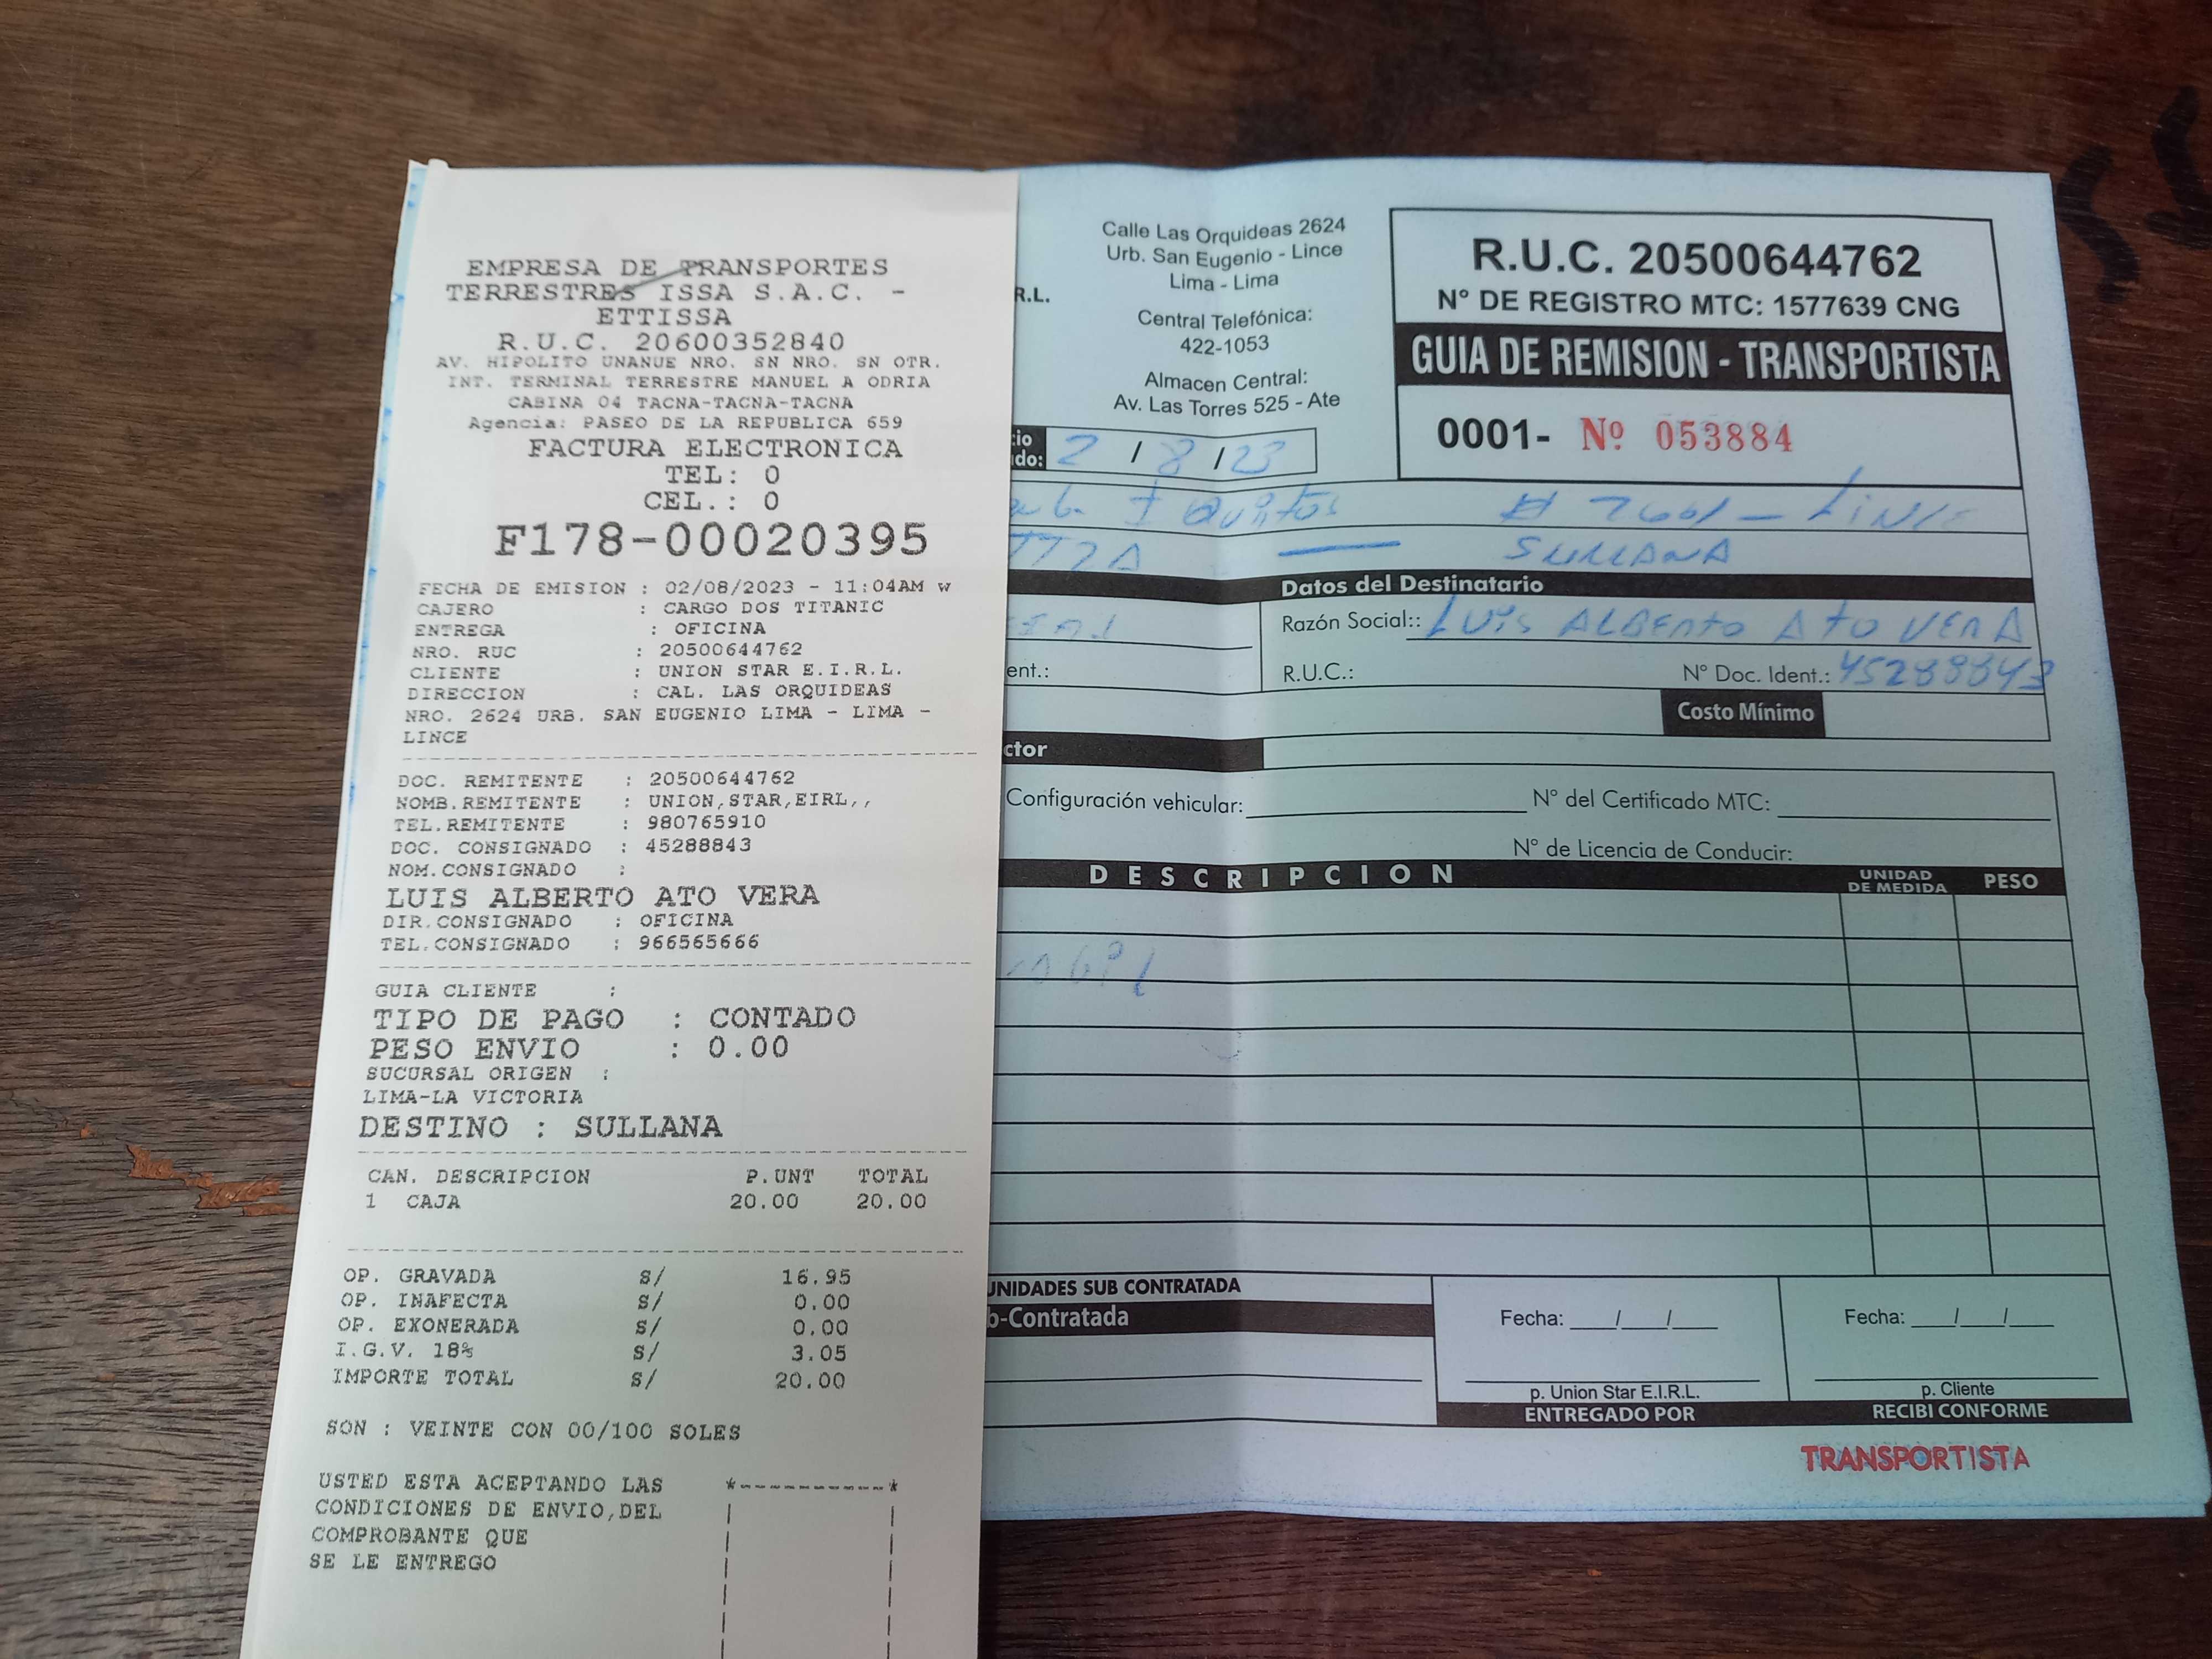 EMPRESA DE TRANSPORTES
TERRESTRES ISSA S.A.C. -
ETTISSA
R.U.C. 20600352840
AV. HIPOLITO UNANUE NRO. SN NRO. SN OTR.
INT. TERMINAL TERRESTRE MANUEL A ODRIA
CABINA 04 TACNA-TACNA-TACNA
Agencia: PASEO DE LA REPUBLICA 659
FACTURA ELECTRONICA
TEL: 0
CEL.: 0
F178-00020395
FECHA DE EMISION : 02/08/2023 - 11:04AM w
CAJERO : CARGO DOS TITANIC
ENTREGA : OFICINA
NRO. RUC : 20500644762
CLIENTE : UNION STAR E.I.R.L.
DIRECCION : CAL. LAS ORQUIDEAS
NRO. 2624 URB. SAN EUGENIO LIMA - LIMA -
LINCE
DOC. REMITENTE : 20500644762
NOMB.REMITENTE : UNION,STAR,EIRL,,
TEL.REMITENTE : 980765910
DOC. CONSIGNADO : 45288843
NOM.CONSIGNADO :
LUIS ALBERTO ATO VERA
DIR.CONSIGNADO : OFICINA
TEL.CONSIGNADO : 966565666
GUIA CLIENTE :
TIPO DE PAGO : CONTADO
PESO ENVIO : 0.00
SUCURSAL ORIGEN :
LIMA-LA VICTORIA
DESTINO : SULLANA
CAN. DESCRIPCION P.UNT TOTAL
1 CAJA 20.00 20.00
OP. GRAVADA S/ 16.95
OP. INAFECTA S/ 0.00
OP. EXONERADA S/ 0.00
I.G.V. 18% S/ 3.05
IMPORTE TOTAL S/ 20.00
SON : VEINTE CON 00/100 SOLES
USTED ESTA ACEPTANDO LAS
CONDICIONES DE ENVIO,DEL
COMPROBANTE QUE
SE LE ENTREGO
R.L.
Calle Las Orquideas 2624
Urb. San Eugenio - Lince
Lima - Lima
Central Telefónica:
422-1053
Almacen Central:
Av. Las Torres 525 - Ate
R.U.C. 20500644762
N° DE REGISTRO MTC: 1577639 CNG
GUIA DE REMISION - TRANSPORTISTA
0001- Nº 053884
cio
do: 2 / 8 / 23
SULLANA
Datos del Destinatario
Razón Social:: LUIS ALBERTO ATO VERA
ent.: R.U.C.: N° Doc. Ident.: 45288843
Costo Mínimo
ctor
Configuración vehicular: N° del Certificado MTC:
N° de Licencia de Conducir:
DESCRIPCION UNIDAD DE MEDIDA PESO
UNIDADES SUB CONTRATADA
b-Contratada
Fecha: ___/___/___ Fecha: ___/___/___
p. Union Star E.I.R.L. p. Cliente
ENTREGADO POR RECIBI CONFORME
TRANSPORTISTA